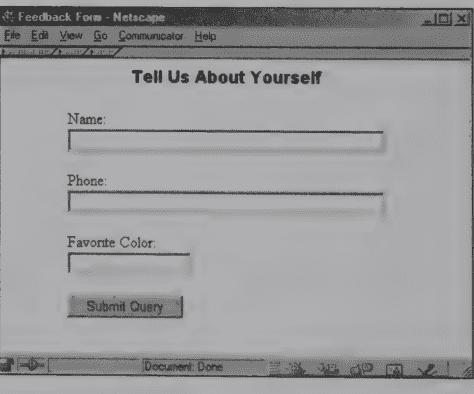 Feedback Form - Netscape
File Edit View Go Communicator Help
Tell Us About Yourself
Name:
Phone:
Favorite Color:
Submit Query
Document: Done